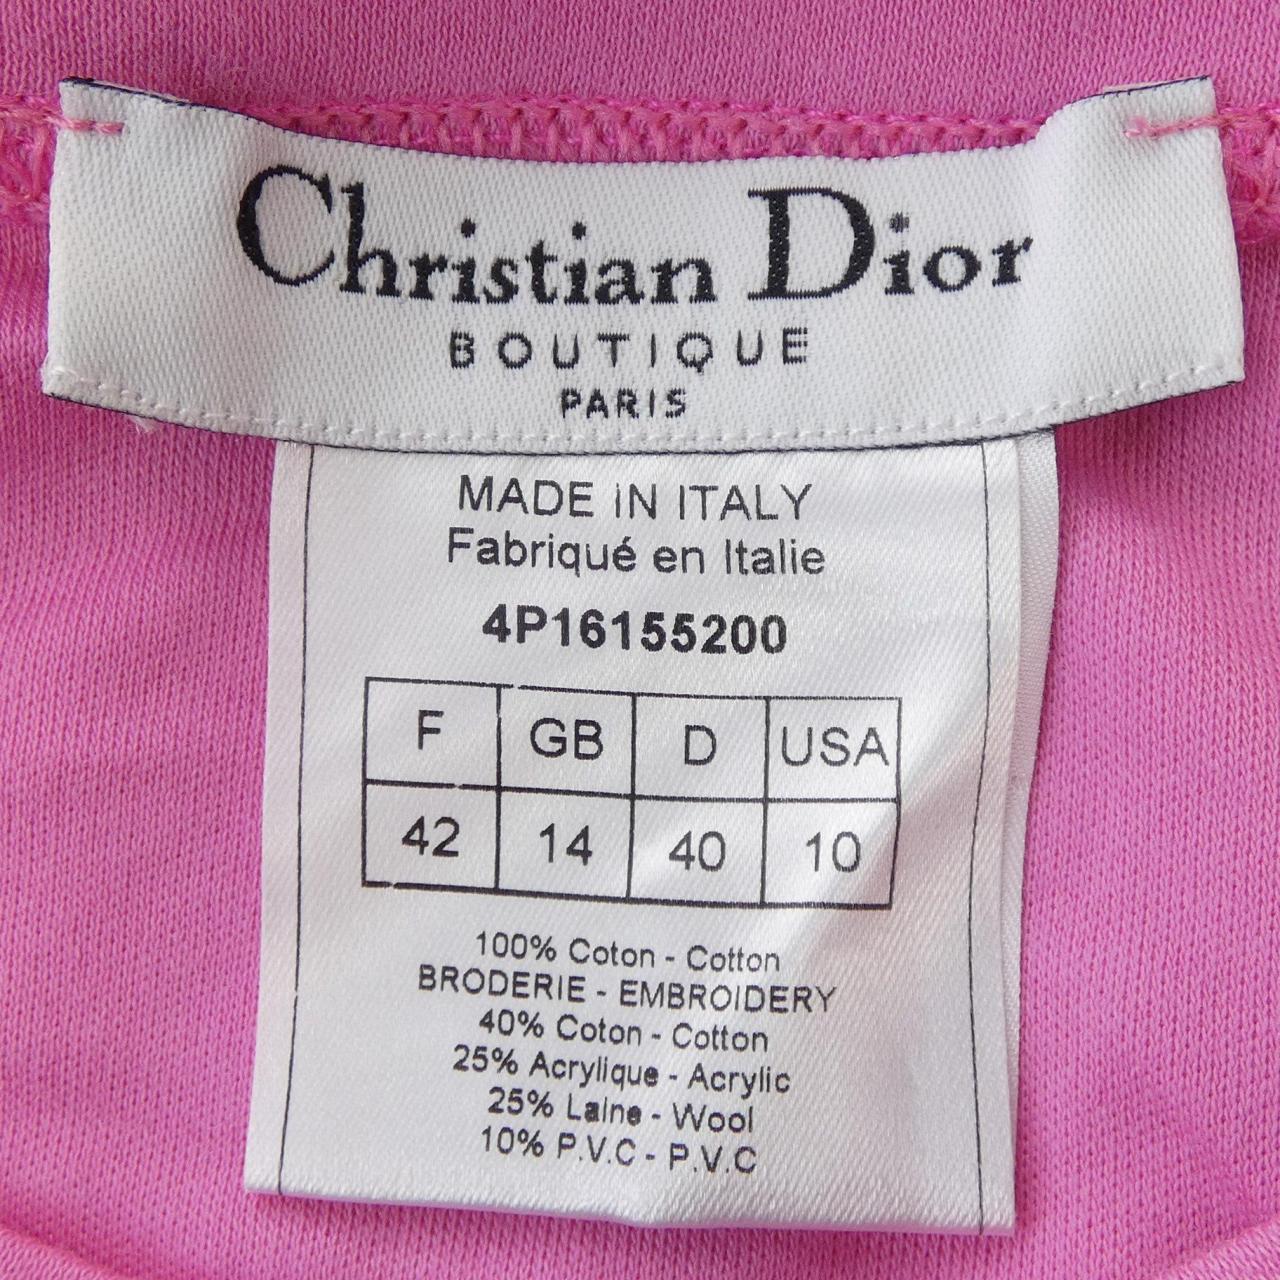 Christian Dior
BOUTIQUE
PARIS
MADE IN ITALY
Fabriqué en Italie
4P16155200
F GB D USA
42 14 40 10
100% Coton - Cotton
BRODERIE - EMBROIDERY
40% Coton - Cotton
25% Acrylique - Acrylic
25% Laine - Wool
10% P.V.C - P.V.C